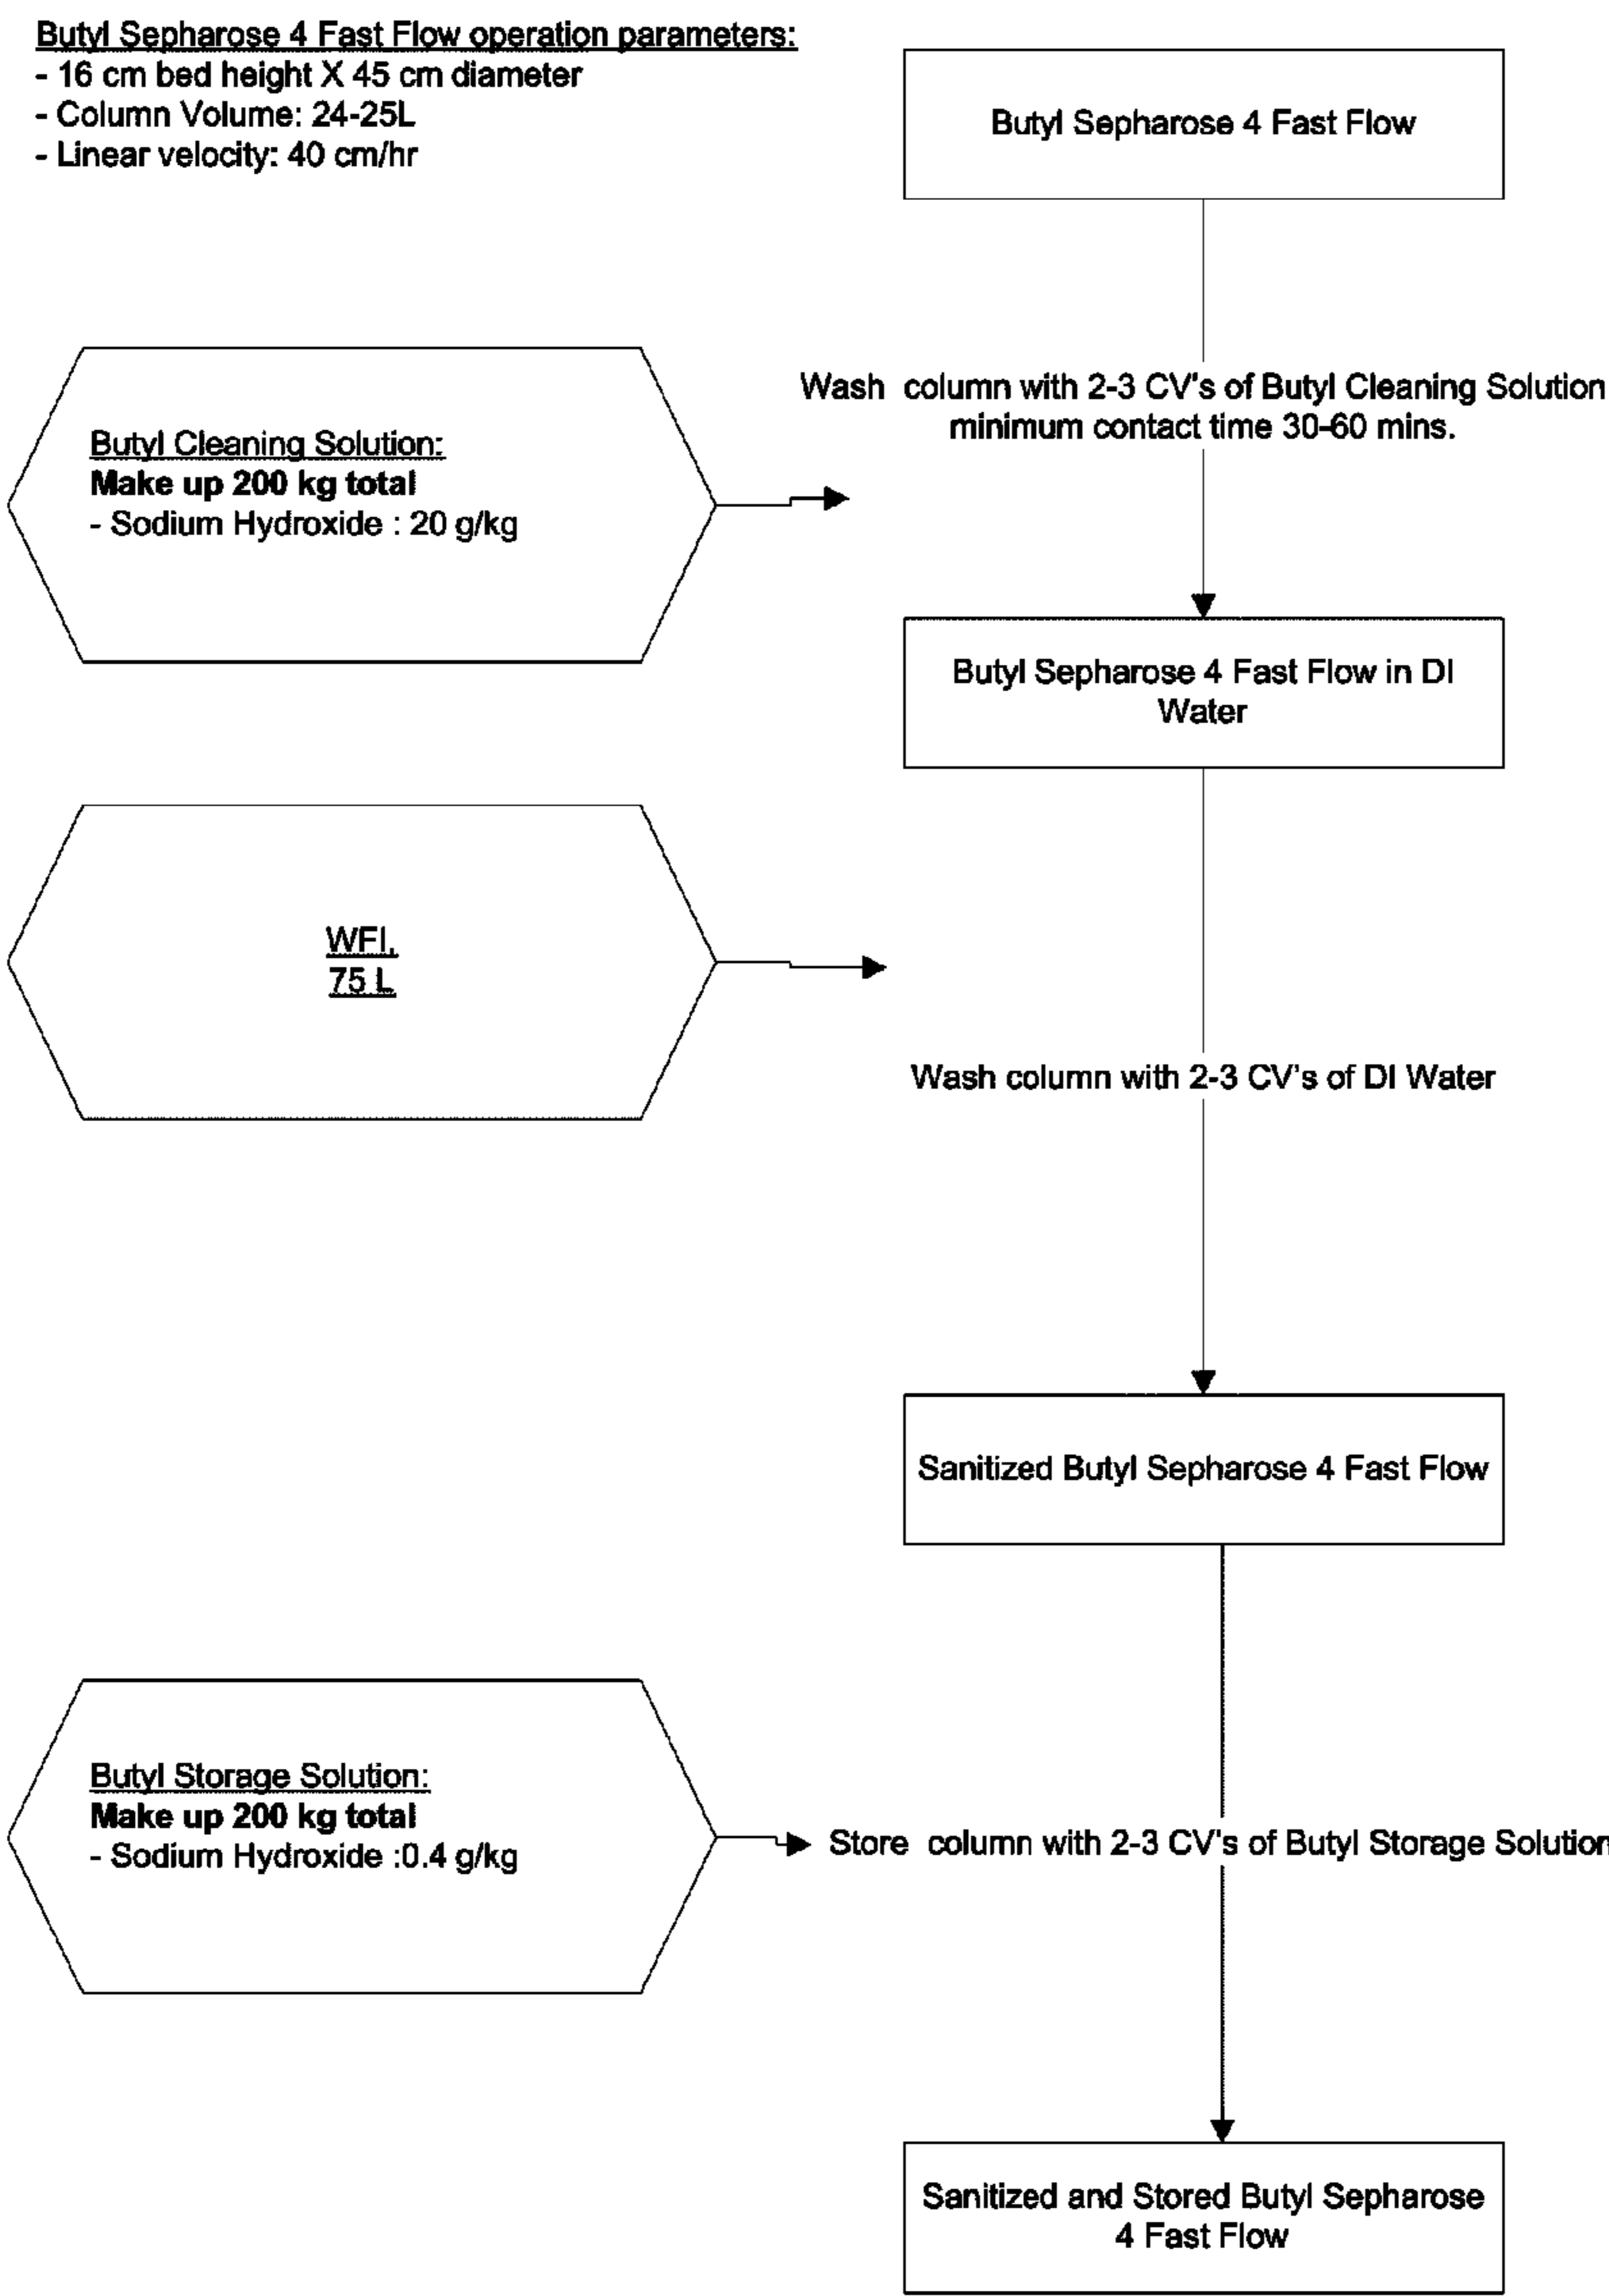 Butyl Sepharose 4 Fast Flow operation parameters:
- 16 cm bed height X 45 cm diameter
- Column Volume: 24-25L
- Linear velocity: 40 cm/hr
Butyl Sepharose 4 Fast Flow
Wash column with 2-3 CV's of Butyl Cleaning Solution
minimum contact time 30-60 mins.
Butyl Cleaning Solution:
Make up 200 kg total
- Sodium Hydroxide : 20 g/kg
Butyl Sepharose 4 Fast Flow in DI
Water
WFI,
75 L
Wash column with 2-3 CV's of DI Water
Sanitized Butyl Sepharose 4 Fast Flow
Butyl Storage Solution:
Make up 200 kg total
- Sodium Hydroxide :0.4 g/kg
Store column with 2-3 CV's of Butyl Storage Solution
Sanitized and Stored Butyl Sepharose
4 Fast Flow